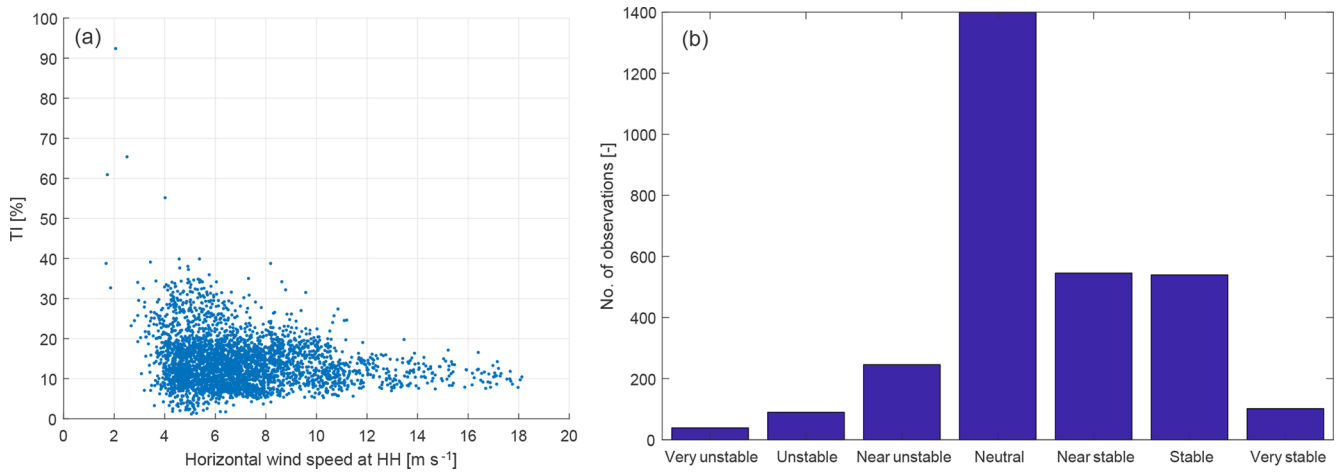 (a)
TI [%]
100
90
80
70
60
50
40
30
20
10
0
0 2 4 6 8 10 12 14 16 18 20
Horizontal wind speed at HH [m s⁻¹]
(b)
No. of observations [-]
1400
1200
1000
800
600
400
200
0
Very unstable Unstable Near unstable Neutral Near stable Stable Very stable